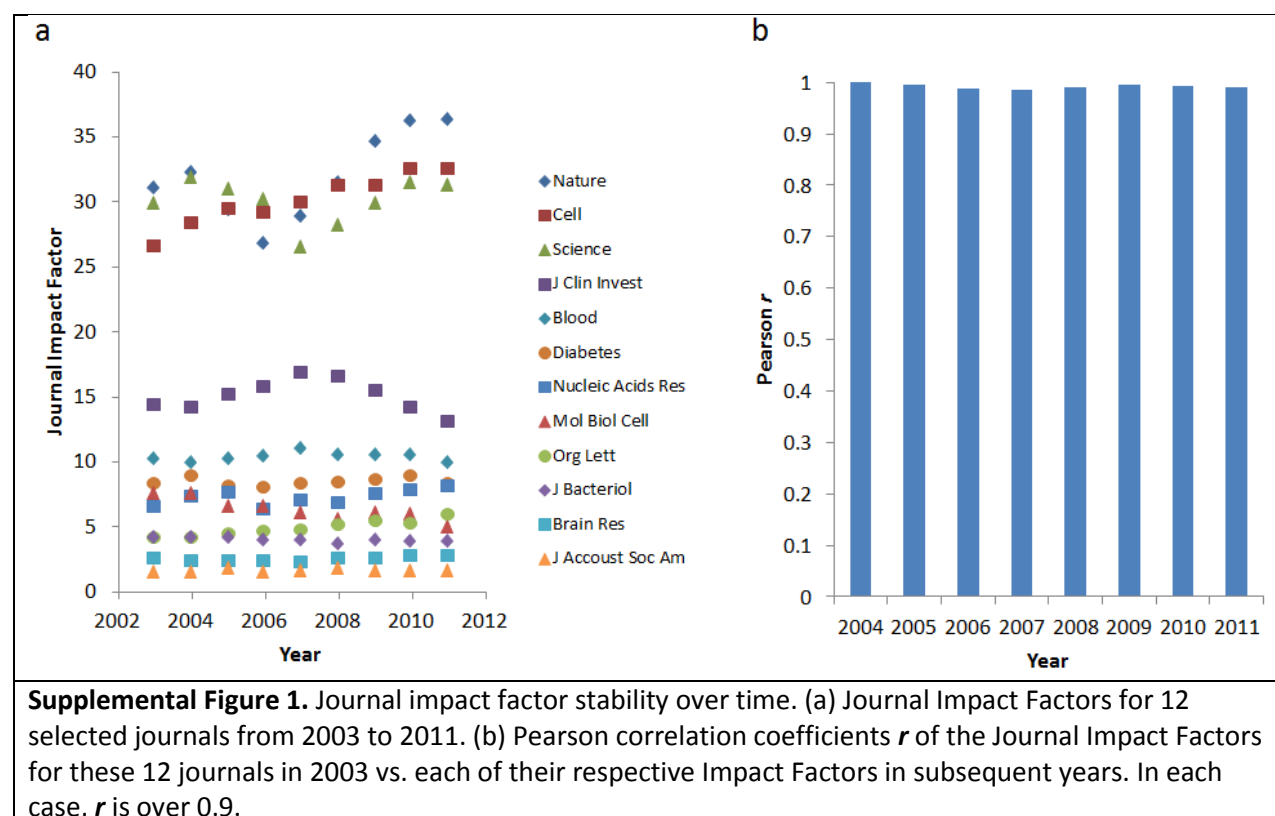 a
b
40
35
30
25
20
15
10
5
0
Journal Impact Factor
2002 2004 2006 2008 2010 2012
Year
Nature
Cell
Science
J Clin Invest
Blood
Diabetes
Nucleic Acids Res
Mol Biol Cell
Org Lett
J Bacteriol
Brain Res
J Accoust Soc Am
1
0.9
0.8
0.7
0.6
0.5
0.4
0.3
0.2
0.1
0
Pearson r
2004 2005 2006 2007 2008 2009 2010 2011
Year
Supplemental Figure 1. Journal impact factor stability over time. (a) Journal Impact Factors for 12
selected journals from 2003 to 2011. (b) Pearson correlation coefficients r of the Journal Impact Factors
for these 12 journals in 2003 vs. each of their respective Impact Factors in subsequent years. In each
case, r is over 0.9.